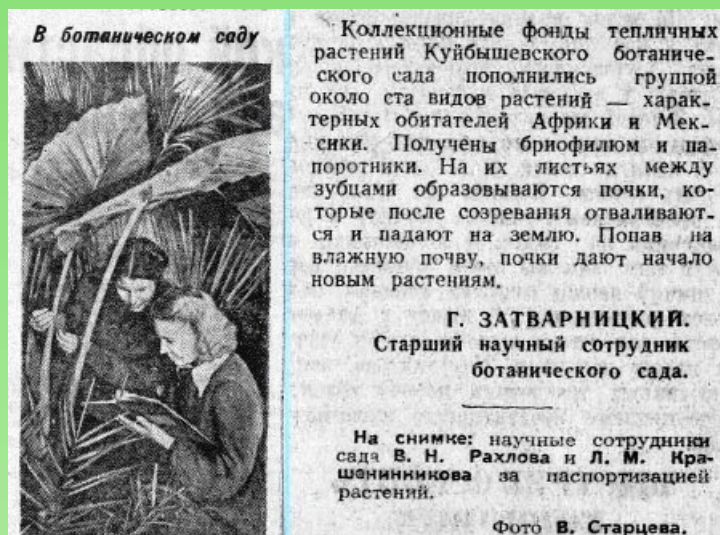 В ботаническом саду
Коллекционные фонды тепличных
растений Куйбышевского ботаниче-
ского сада пополнились группой
около ста видов растений — харак-
терных обитателей Африки и Мек-
сики. Получены бриофилюм и па-
поротники. На их листьях между
зубцами образовываются почки, ко-
торые после созревания отваливают-
ся и падают на землю. Попав на
влажную почву, почки дают начало
новым растениям.
Г. ЗАТВАРНИЦКИЙ.
Старший научный сотрудник
ботанического сада.
На снимке: научные сотрудники
сада В. Н. Рахлова и Л. М. Кра-
шенинникова за паспортизацией
растений.
Фото В. Старцева.